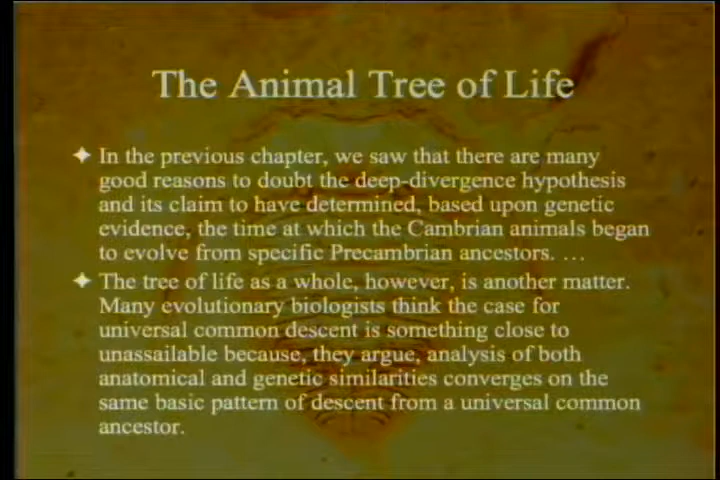 The Animal Tree of Life
✦ In the previous chapter, we saw that there are many
good reasons to doubt the deep-divergence hypothesis
and its claim to have determined, based upon genetic
evidence, the time at which the Cambrian animals began
to evolve from specific Precambrian ancestors. …
✦ The tree of life as a whole, however, is another matter.
Many evolutionary biologists think the case for
universal common descent is something close to
unassailable because, they argue, analysis of both
anatomical and genetic similarities converges on the
same basic pattern of descent from a universal common
ancestor.